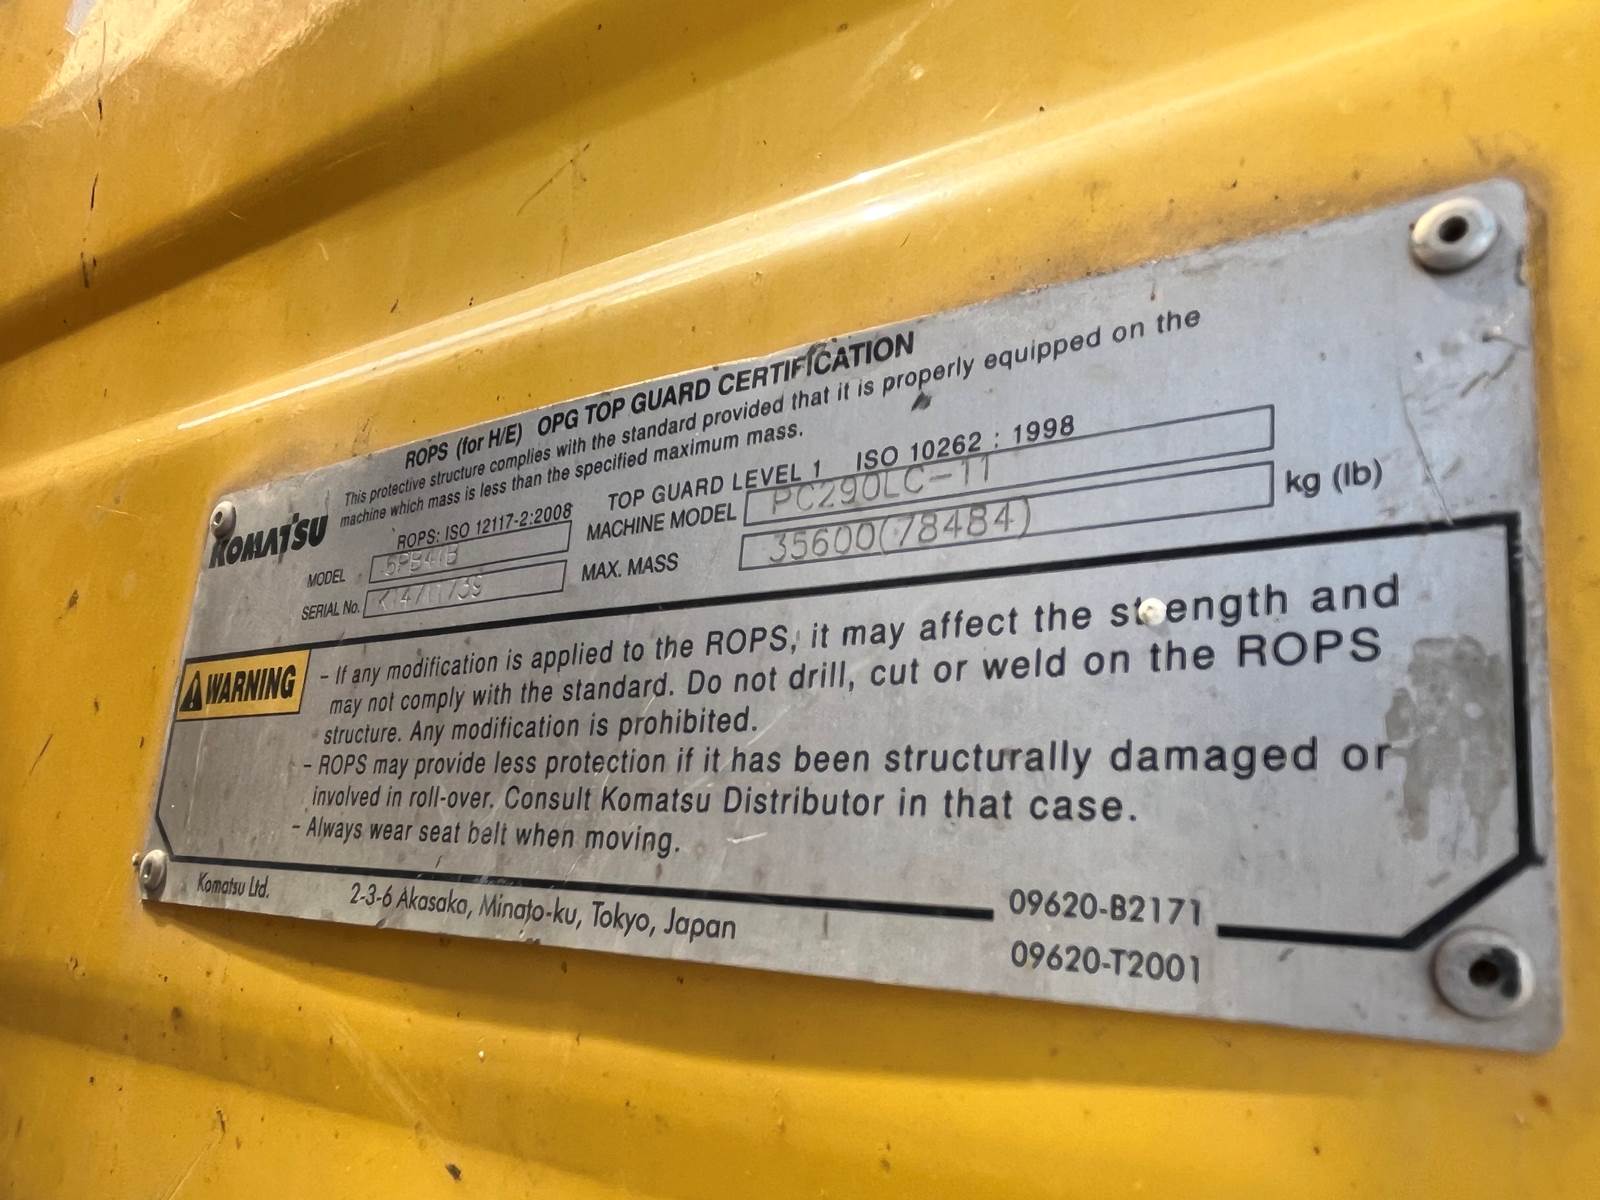 ROPS (for H/E) OPG TOP GUARD CERTIFICATION
This protective structure complies with the standard provided that it is properly equipped on the
machine which mass is less than the specified maximum mass.
KOMATSU
ROPS: ISO 12117-2:2008 TOP GUARD LEVEL 1 ISO 10262 : 1998
MODEL MACHINE MODEL PC290LC-11
SERIAL No. MAX. MASS 35600(78484) kg (lb)
WARNING
- If any modification is applied to the ROPS, it may affect the strength and
may not comply with the standard. Do not drill, cut or weld on the ROPS
structure. Any modification is prohibited.
- ROPS may provide less protection if it has been structurally damaged or
involved in roll-over. Consult Komatsu Distributor in that case.
- Always wear seat belt when moving.
Komatsu Ltd. 2-3-6 Akasaka, Minato-ku, Tokyo, Japan
09620-B2171
09620-T2001